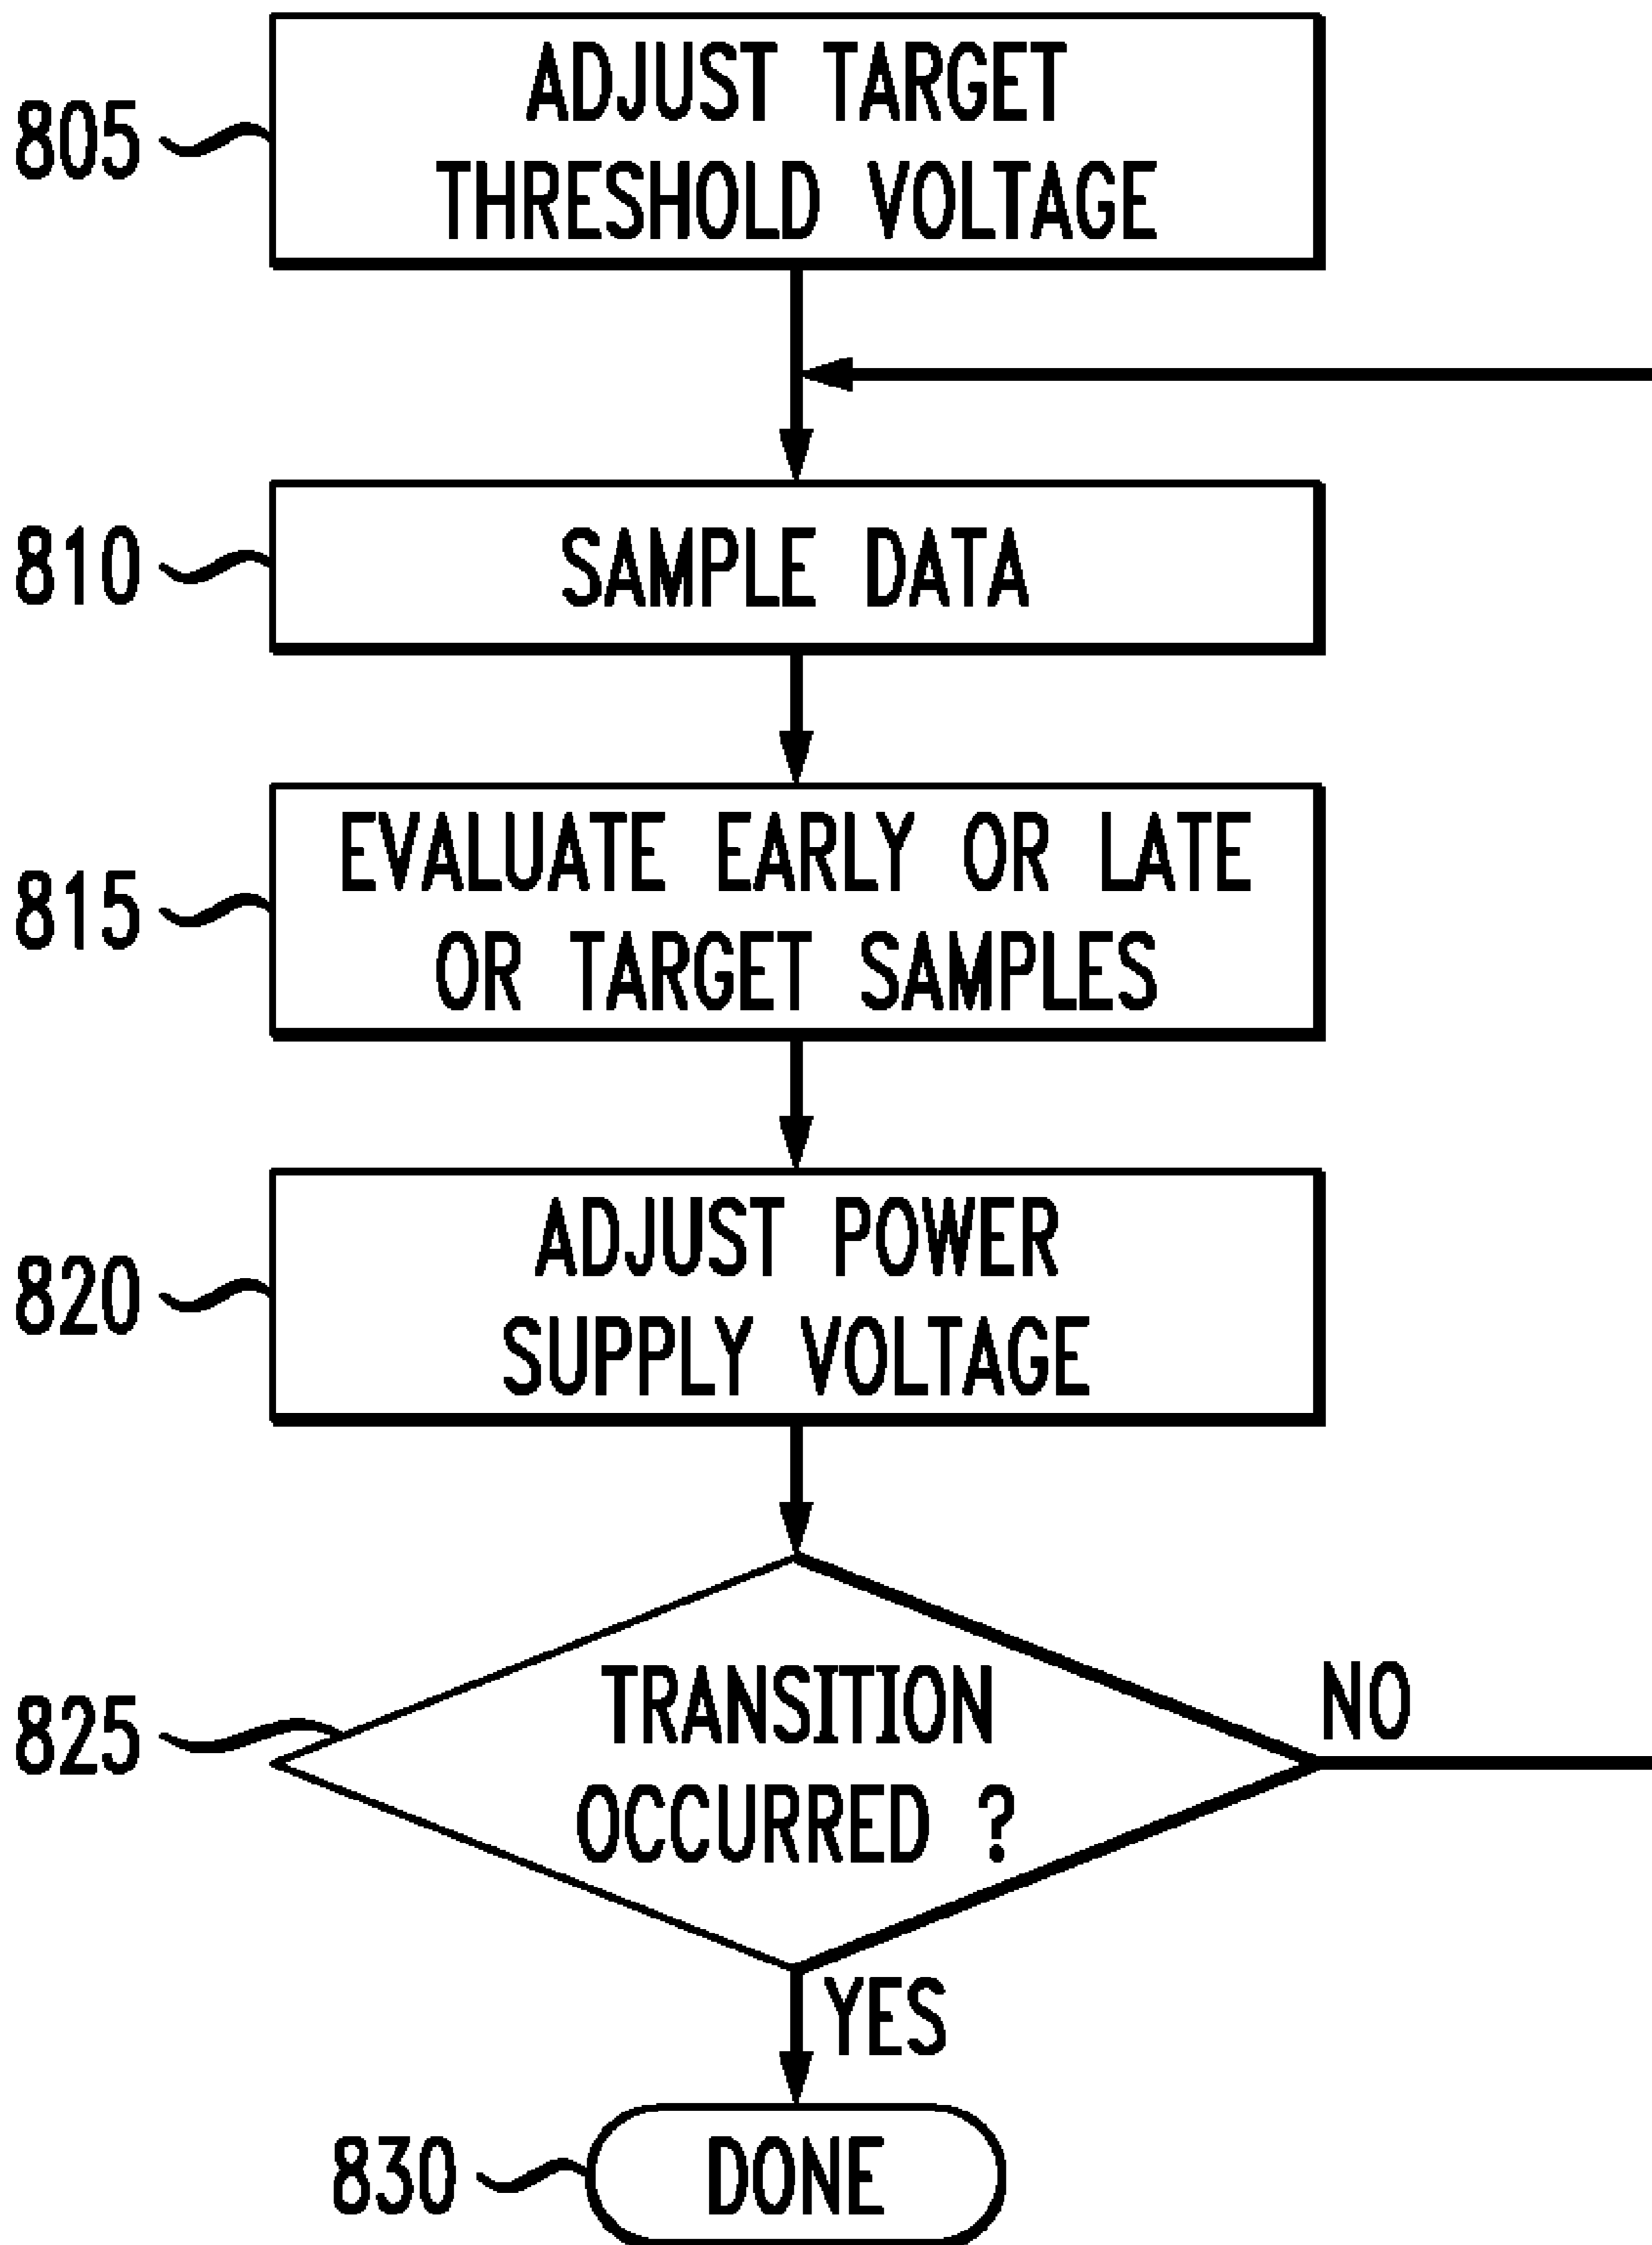 805
ADJUST TARGET
THRESHOLD VOLTAGE
810
SAMPLE DATA
815
EVALUATE EARLY OR LATE
OR TARGET SAMPLES
820
ADJUST POWER
SUPPLY VOLTAGE
825
TRANSITION
OCCURRED ?
NO
YES
830
DONE